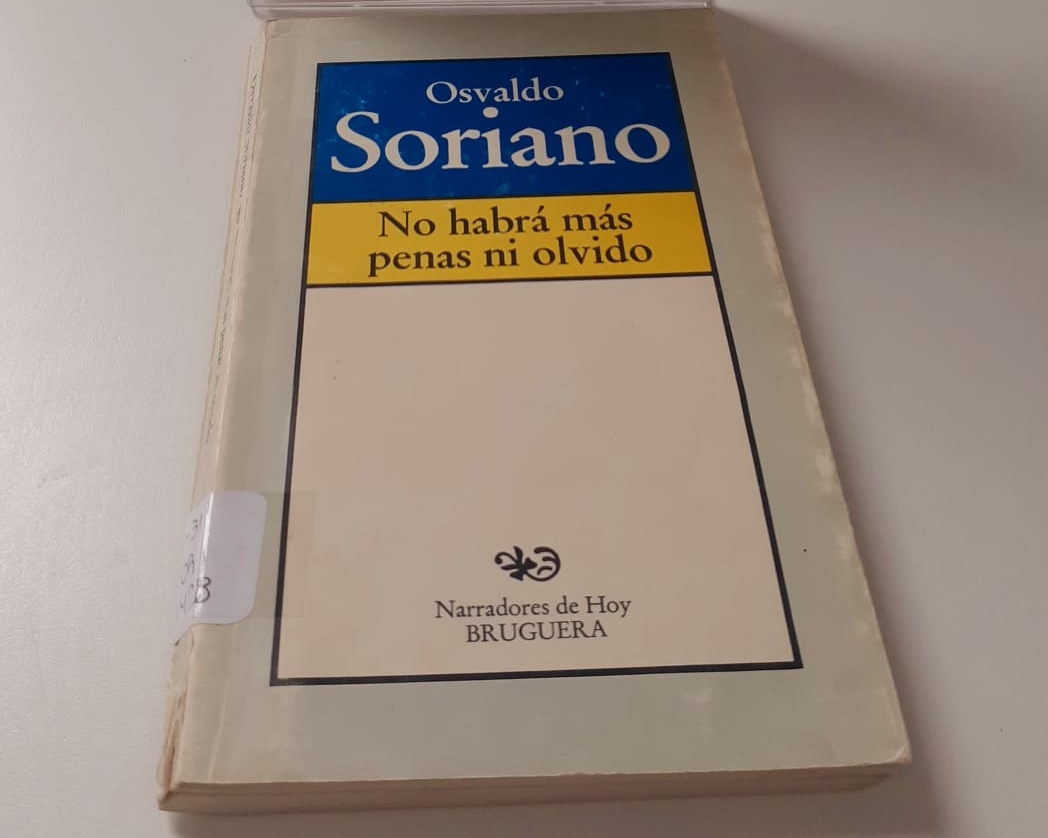 Osvaldo
Soriano
No habrá más
penas ni olvido
Narradores de Hoy
BRUGUERA